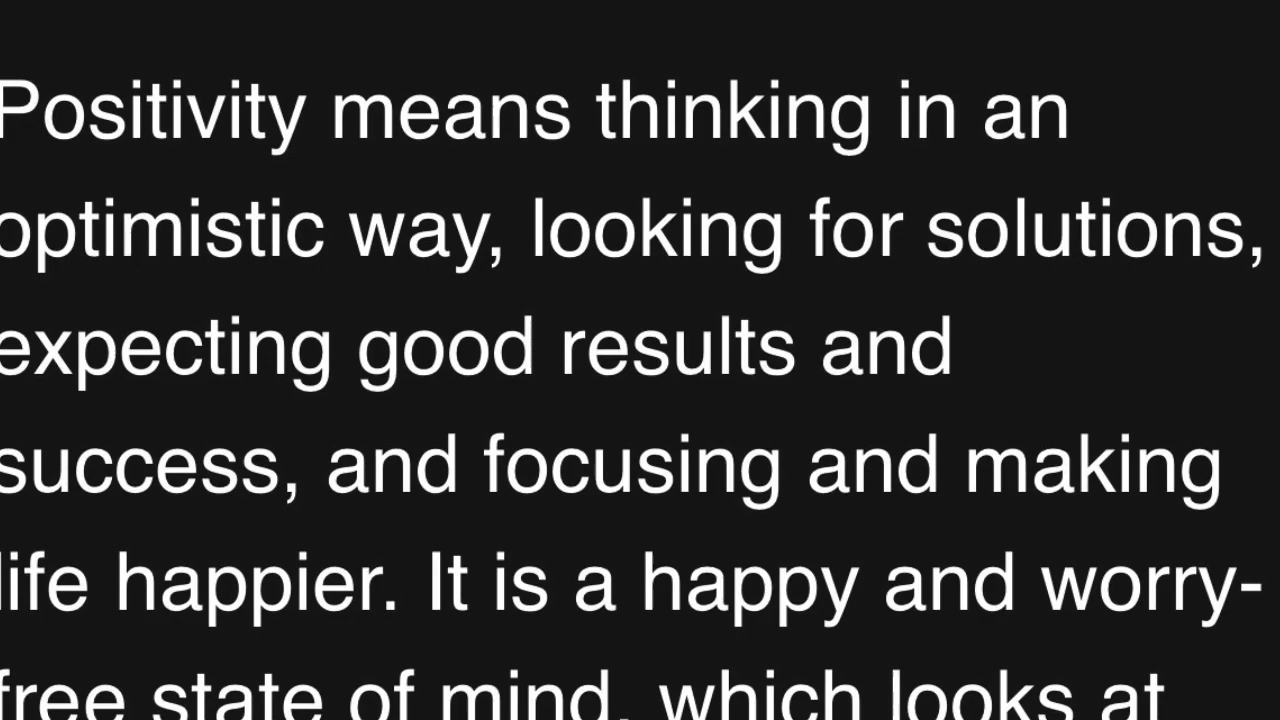 Positivity means thinking in an
optimistic way, looking for solutions,
expecting good results and
success, and focusing and making
life happier. It is a happy and worry-
free state of mind, which looks at